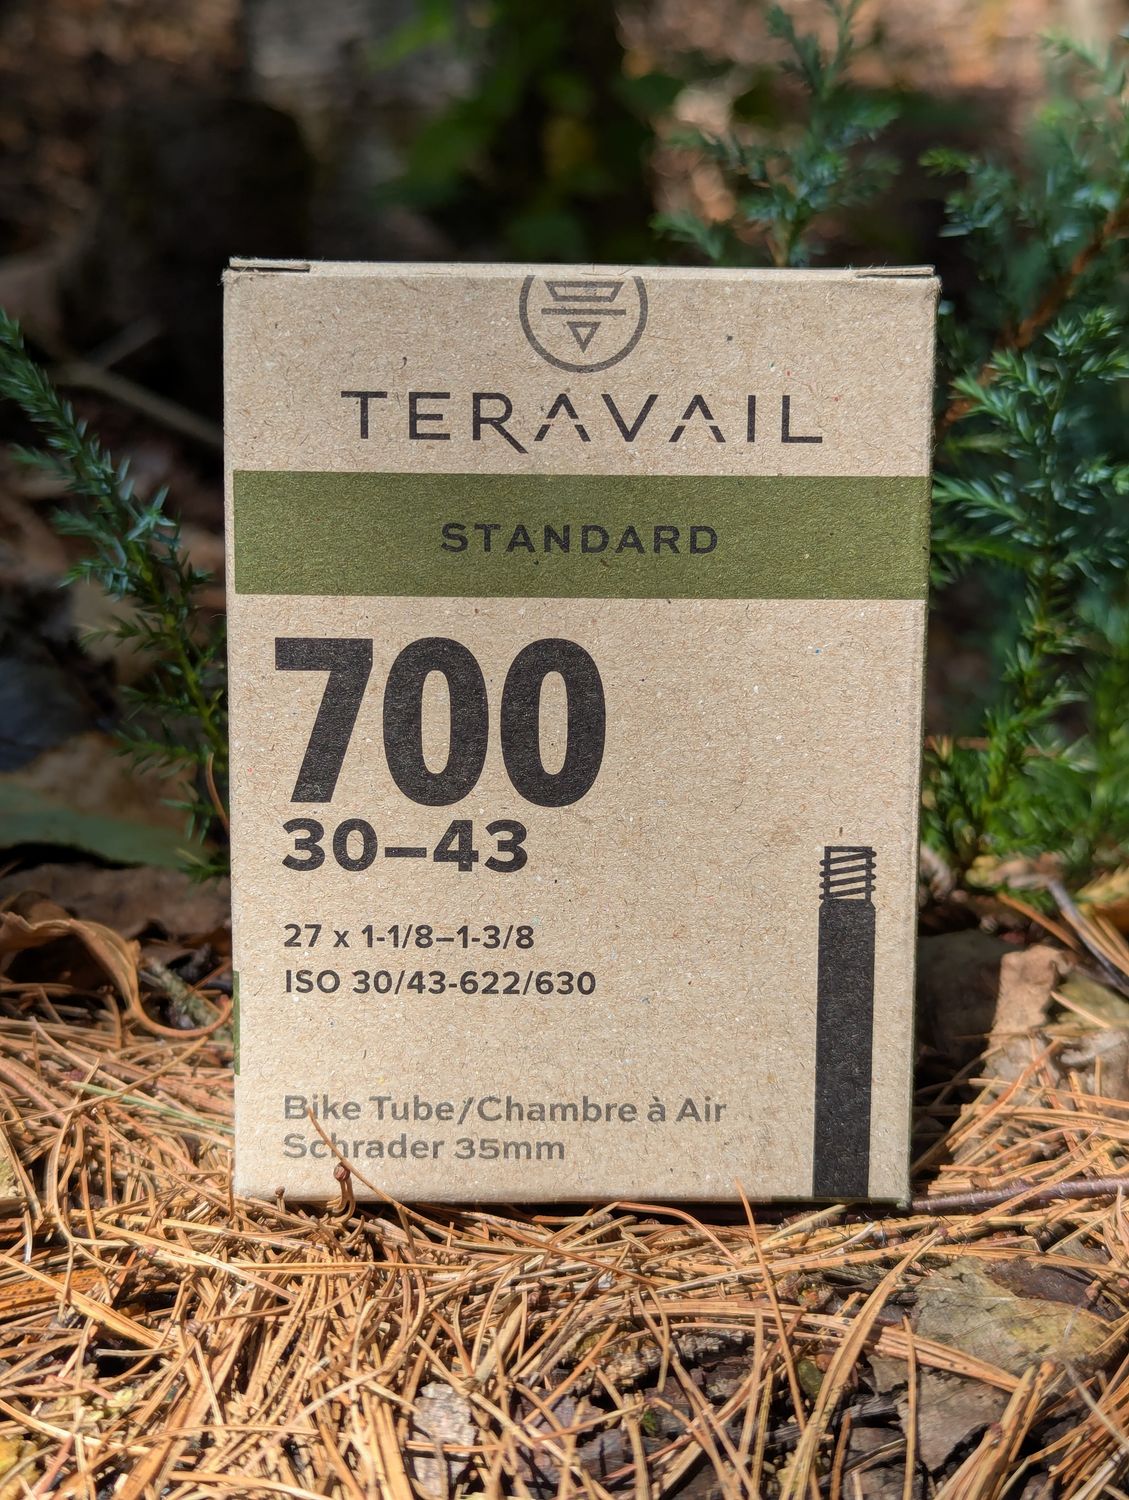 TERAVAIL
STANDARD
700
30–43
27 x 1-1/8–1-3/8
ISO 30/43-622/630
Bike Tube/Chambre à Air
Schrader 35mm